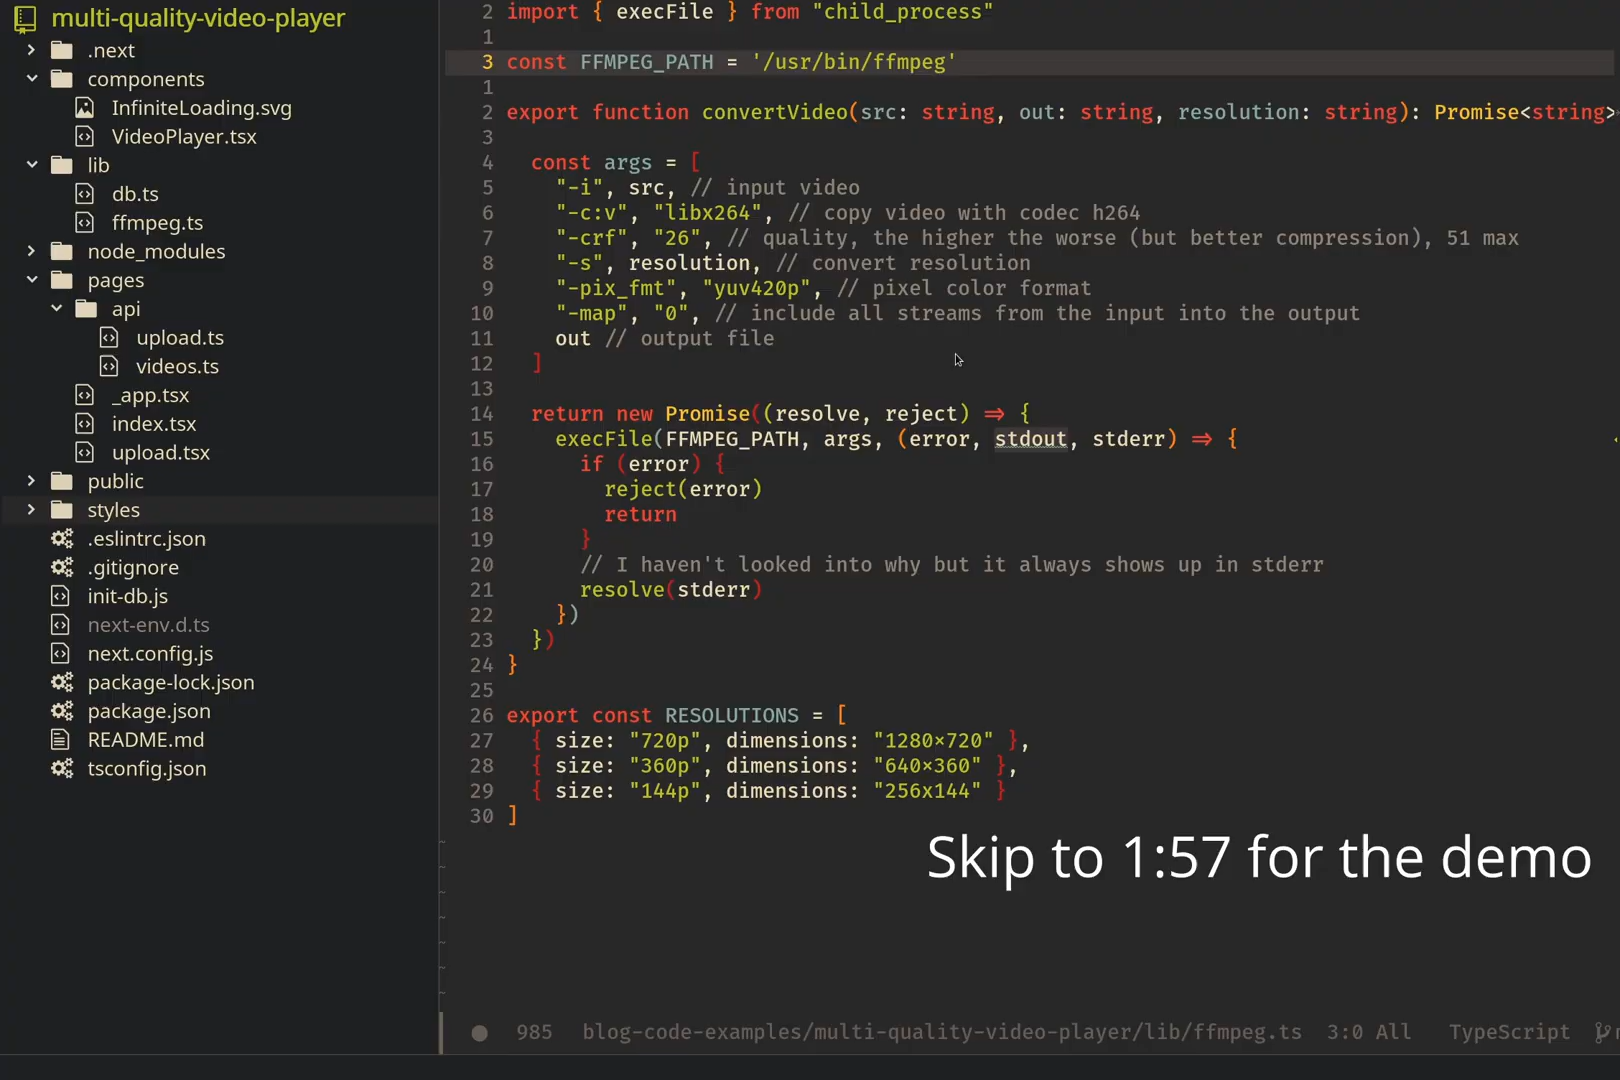 multi-quality-video-player
.next
components
InfiniteLoading.svg
VideoPlayer.tsx
lib
db.ts
ffmpeg.ts
node_modules
pages
api
upload.ts
videos.ts
_app.tsx
index.tsx
upload.tsx
public
styles
.eslintrc.json
.gitignore
init-db.js
next-env.d.ts
next.config.js
package-lock.json
package.json
README.md
tsconfig.json
2 import { execFile } from "child_process"
1
3 const FFMPEG_PATH = '/usr/bin/ffmpeg'
1
2 export function convertVideo(src: string, out: string, resolution: string): Promise<string>
3
4 const args = [
5 "-i", src, // input video
6 "-c:v", "libx264", // copy video with codec h264
7 "-crf", "26", // quality, the higher the worse (but better compression), 51 max
8 "-s", resolution, // convert resolution
9 "-pix_fmt", "yuv420p", // pixel color format
10 "-map", "0", // include all streams from the input into the output
11 out // output file
12 ]
13
14 return new Promise((resolve, reject) ⇒ {
15 execFile(FFMPEG_PATH, args, (error, stdout, stderr) ⇒ {
16 if (error) {
17 reject(error)
18 return
19 }
20 // I haven't looked into why but it always shows up in stderr
21 resolve(stderr)
22 })
23 })
24 }
25
26 export const RESOLUTIONS = [
27 { size: "720p", dimensions: "1280×720" },
28 { size: "360p", dimensions: "640×360" },
29 { size: "144p", dimensions: "256x144" }
30 ]
Skip to 1:57 for the demo
985 blog-code-examples/multi-quality-video-player/lib/ffmpeg.ts 3:0 All TypeScript